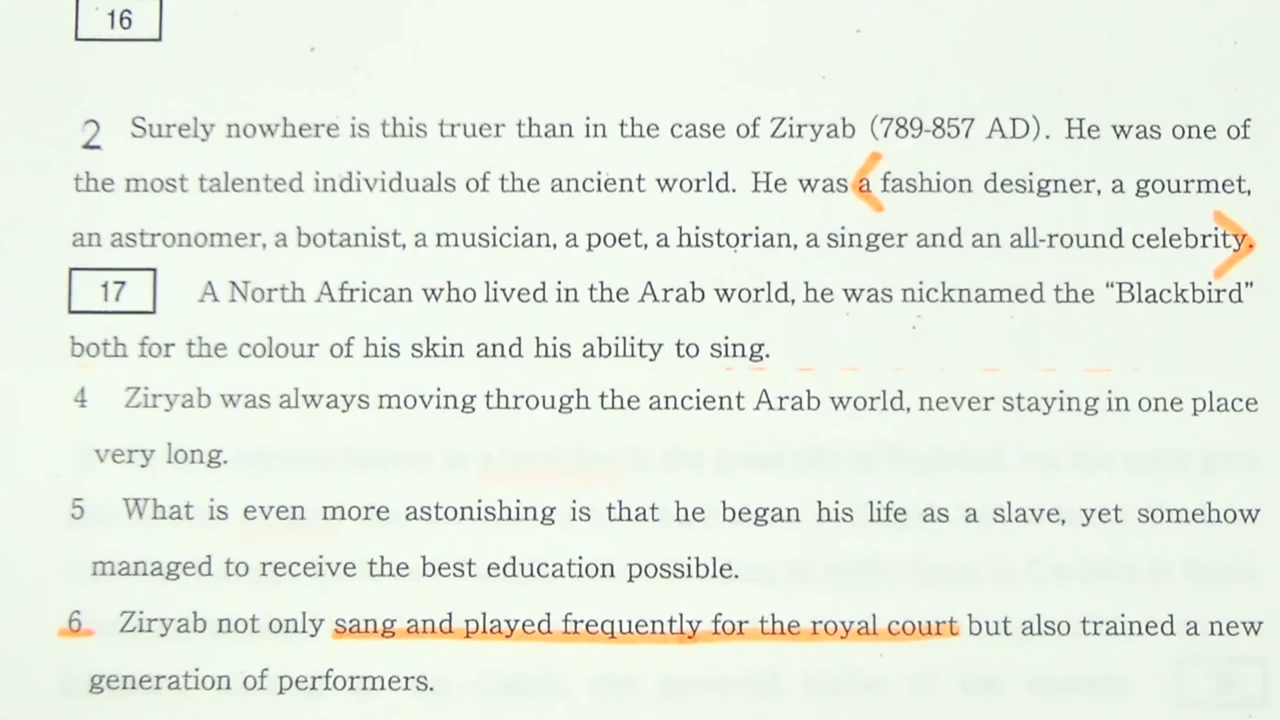 16
2 Surely nowhere is this truer than in the case of Ziryab (789-857 AD). He was one of
the most talented individuals of the ancient world. He was a fashion designer, a gourmet,
an astronomer, a botanist, a musician, a poet, a historian, a singer and an all-round celebrity.
17 A North African who lived in the Arab world, he was nicknamed the “Blackbird”
both for the colour of his skin and his ability to sing.
4 Ziryab was always moving through the ancient Arab world, never staying in one place
very long.
5 What is even more astonishing is that he began his life as a slave, yet somehow
managed to receive the best education possible.
6 Ziryab not only sang and played frequently for the royal court but also trained a new
generation of performers.